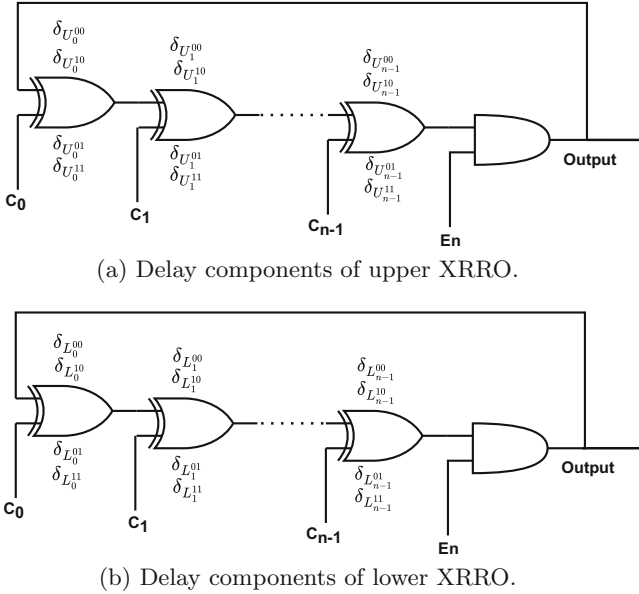 δ_{U_0^{00}} δ_{U_1^{00}} δ_{U_{n-1}^{00}}
δ_{U_0^{10}} δ_{U_1^{10}} δ_{U_{n-1}^{10}}
δ_{U_0^{01}} δ_{U_1^{01}} δ_{U_{n-1}^{01}}
δ_{U_0^{11}} δ_{U_1^{11}} δ_{U_{n-1}^{11}}
Output
C_0 C_1 C_{n-1} En
(a) Delay components of upper XRRO.
δ_{L_0^{00}} δ_{L_1^{00}} δ_{L_{n-1}^{00}}
δ_{L_0^{10}} δ_{L_1^{10}} δ_{L_{n-1}^{10}}
δ_{L_0^{01}} δ_{L_1^{01}} δ_{L_{n-1}^{01}}
δ_{L_0^{11}} δ_{L_1^{11}} δ_{L_{n-1}^{11}}
Output
C_0 C_1 C_{n-1} En
(b) Delay components of lower XRRO.